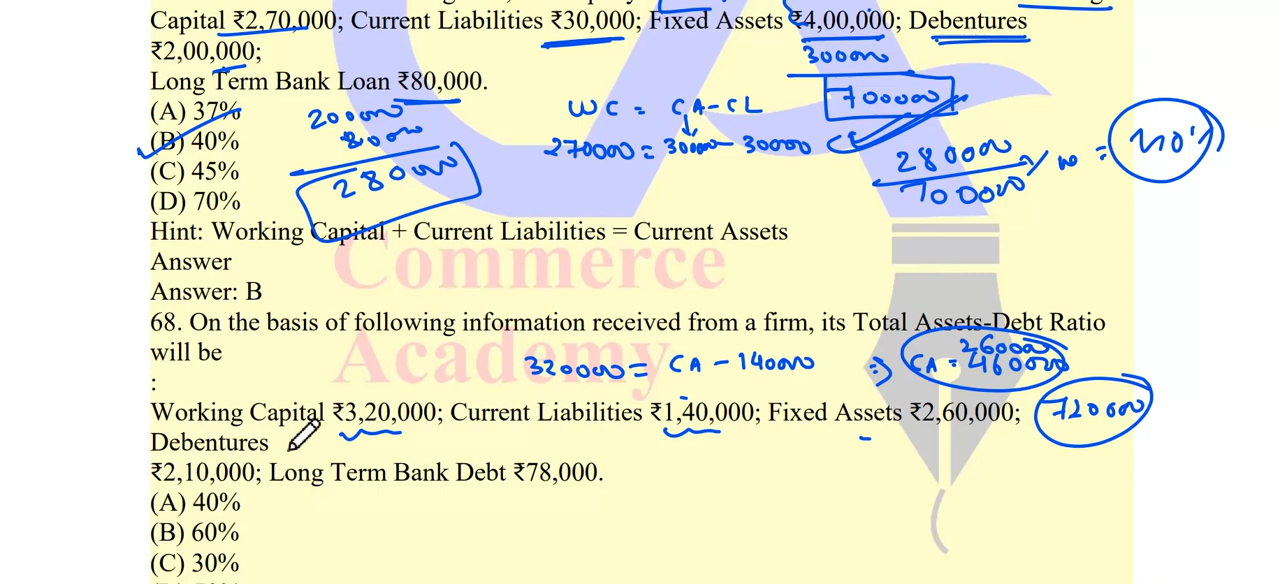 Capital ₹2,70,000; Current Liabilities ₹30,000; Fixed Assets ₹4,00,000; Debentures
₹2,00,000;
300000
Long Term Bank Loan ₹80,000.
700000
(A) 37%
200000
WC = CA-CL
80000
(B) 40%
270000 = 300000 - 30000
280000
700000
(C) 45%
280000
(D) 70%
Hint: Working Capital + Current Liabilities = Current Assets
Commerce
Answer
Answer: B
68. On the basis of following information received from a firm, its Total Assets-Debt Ratio
will be
Academy
320000 = CA - 140000 => CA = 460000
260000
:
Working Capital ₹3,20,000; Current Liabilities ₹1,40,000; Fixed Assets ₹2,60,000;
720000
Debentures
₹2,10,000; Long Term Bank Debt ₹78,000.
(A) 40%
(B) 60%
(C) 30%